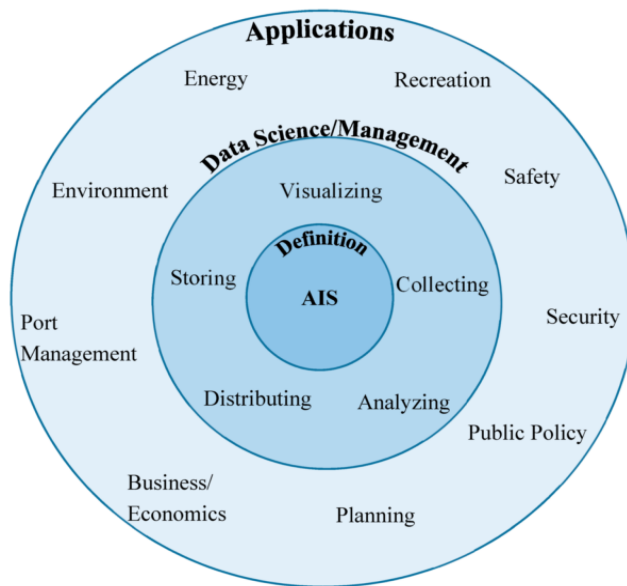 Applications
Energy
Recreation
Data Science/Management
Environment
Visualizing
Safety
Definition
Storing
AIS
Collecting
Port
Management
Security
Distributing
Analyzing
Public Policy
Business/
Economics
Planning